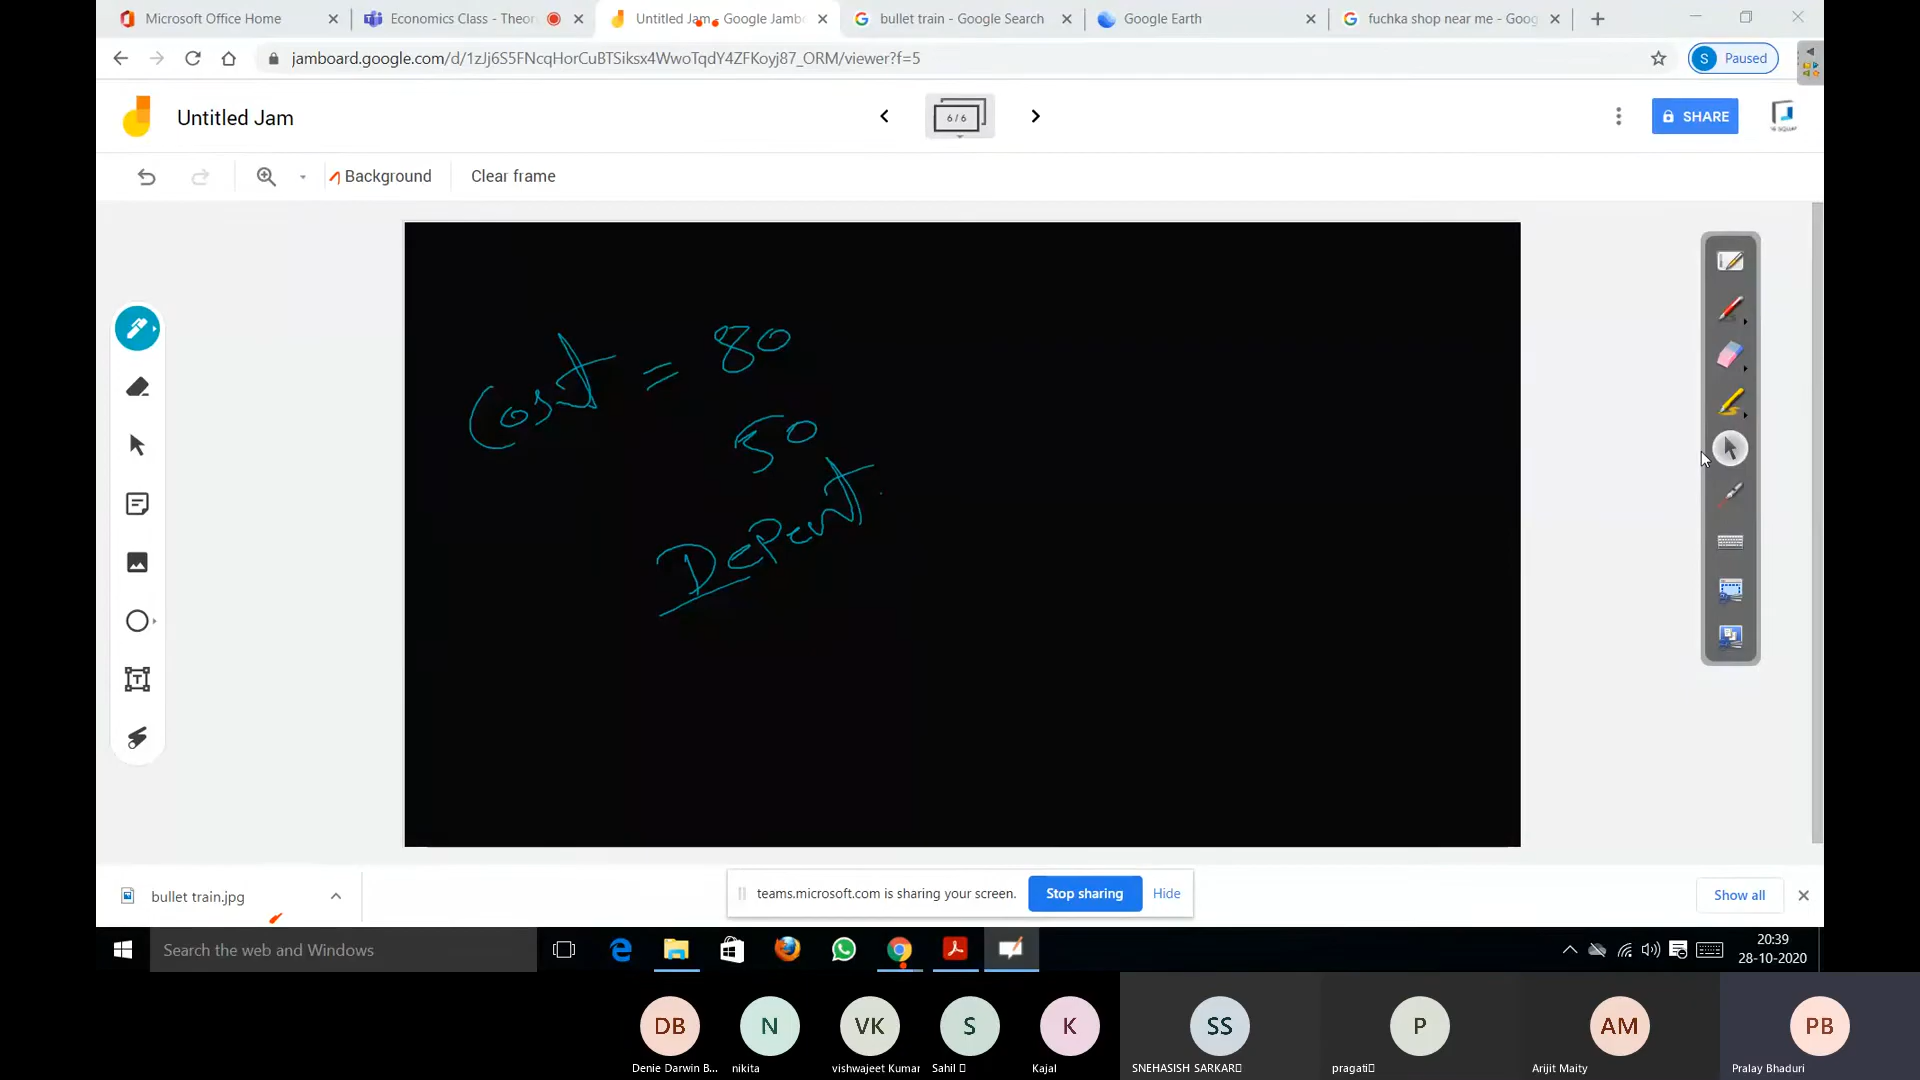 Microsoft Office Home
Economics Class - Theor
Untitled Jam - Google Jamb
bullet train - Google Search
Google Earth
fuchka shop near me - Goog
jamboard.google.com/d/1zJj6S5FNcqHorCuBTSiksx4WwoTqdY4ZFKoyj87_ORM/viewer?f=5
S Paused
Untitled Jam
6 / 6
SHARE
Background
Clear frame
Cost = 80
50
Depent
bullet train.jpg
teams.microsoft.com is sharing your screen.
Stop sharing
Hide
Show all
Search the web and Windows
20:39
28-10-2020
DB
N
VK
S
K
SS
P
AM
PB
Denie Darwin B...
nikita
vishwajeet Kumar
Sahil
Kajal
SNEHASISH SARKAR
pragati
Arijit Maity
Pralay Bhaduri